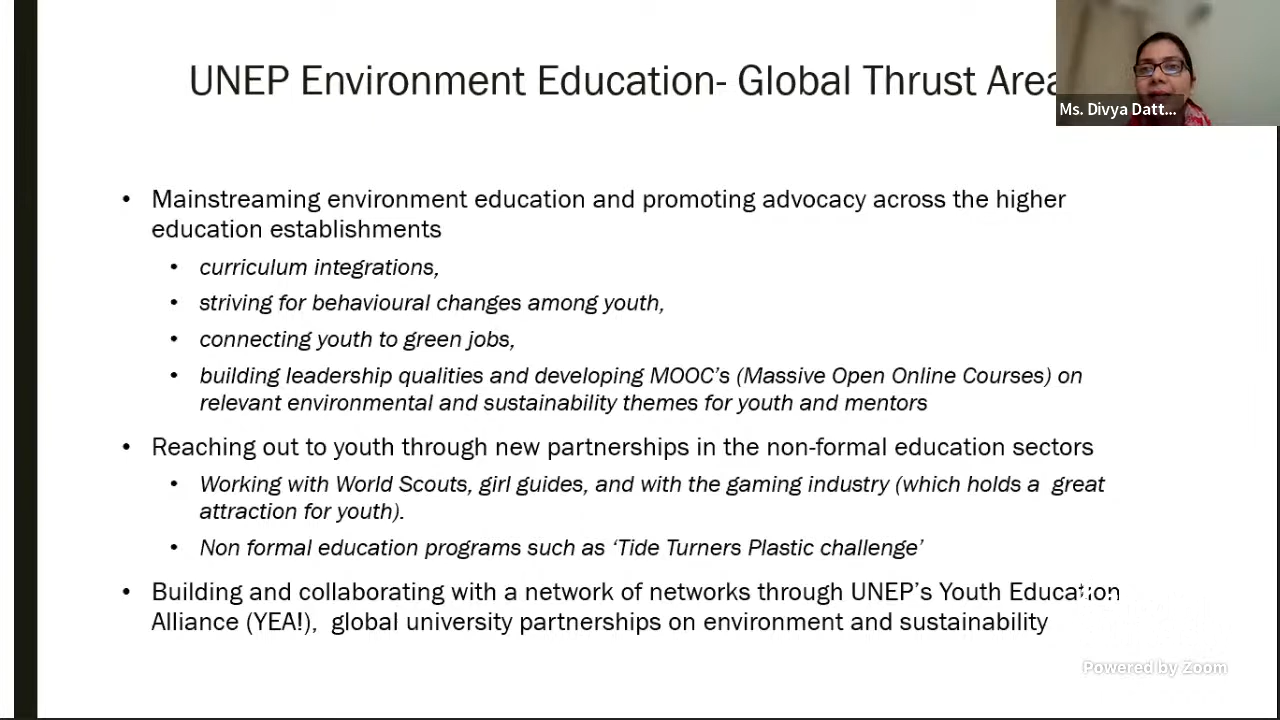 UNEP Environment Education- Global Thrust Area
Ms. Divya Datt...
• Mainstreaming environment education and promoting advocacy across the higher
education establishments
• curriculum integrations,
• striving for behavioural changes among youth,
• connecting youth to green jobs,
• building leadership qualities and developing MOOC’s (Massive Open Online Courses) on
relevant environmental and sustainability themes for youth and mentors
• Reaching out to youth through new partnerships in the non-formal education sectors
• Working with World Scouts, girl guides, and with the gaming industry (which holds a great
attraction for youth).
• Non formal education programs such as ‘Tide Turners Plastic challenge’
• Building and collaborating with a network of networks through UNEP’s Youth Education
Alliance (YEA!), global university partnerships on environment and sustainability
Powered by Zoom